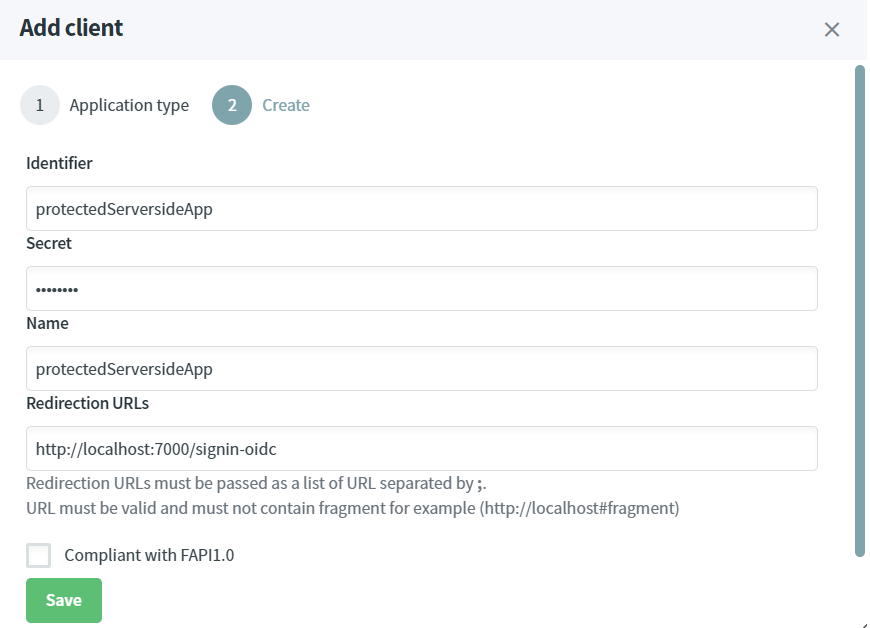 Add client
1 Application type 2 Create
Identifier
protectedServersideApp
Secret
••••••••
Name
protectedServersideApp
Redirection URLs
http://localhost:7000/signin-oidc
Redirection URLs must be passed as a list of URL separated by ;.
URL must be valid and must not contain fragment for example (http://localhost#fragment)
Compliant with FAPI1.0
Save